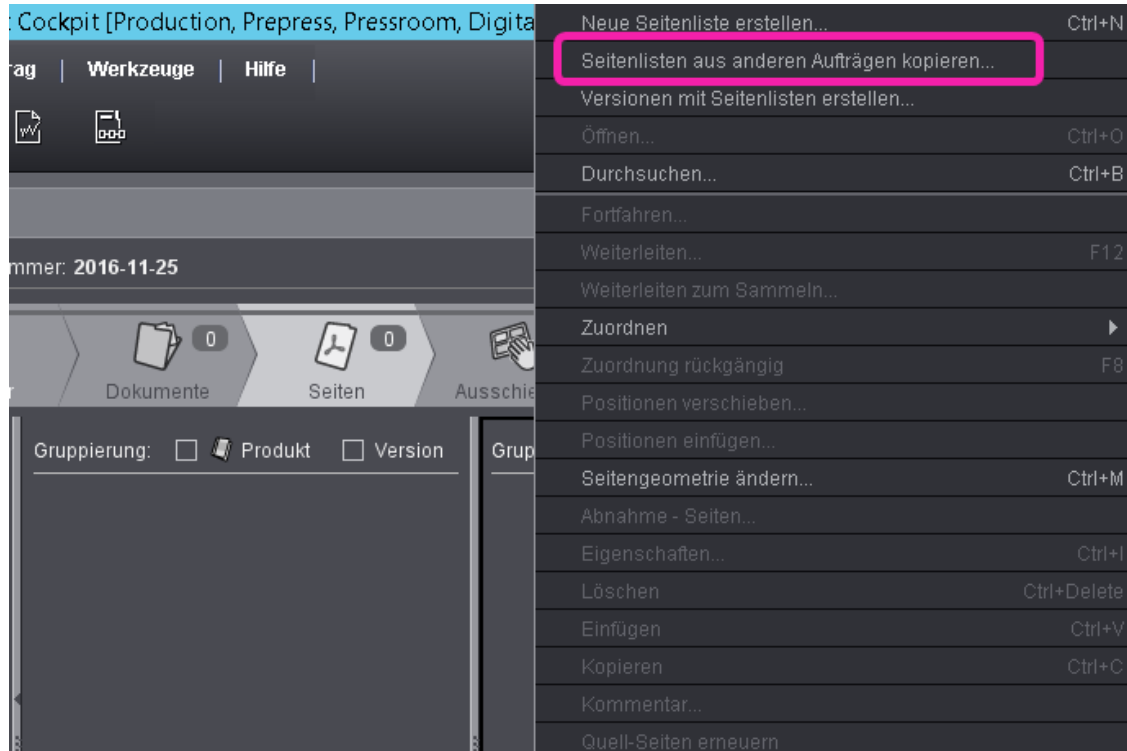 Cockpit [Production, Prepress, Pressroom, Digita
rag | Werkzeuge | Hilfe |
mmer: 2016-11-25
0
0
Dokumente
Seiten
Ausschie
Gruppierung: Produkt Version
Grup
Neue Seitenliste erstellen... Ctrl+N
Seitenlisten aus anderen Aufträgen kopieren...
Versionen mit Seitenlisten erstellen...
Öffnen... Ctrl+O
Durchsuchen... Ctrl+B
Fortfahren...
Weiterleiten... F12
Weiterleiten zum Sammeln...
Zuordnen
Zuordnung rückgängig F8
Positionen verschieben...
Positionen einfügen...
Seitengeometrie ändern... Ctrl+M
Abnahme - Seiten...
Eigenschaften... Ctrl+I
Löschen Ctrl+Delete
Einfügen Ctrl+V
Kopieren Ctrl+C
Kommentar...
Quell-Seiten erneuern